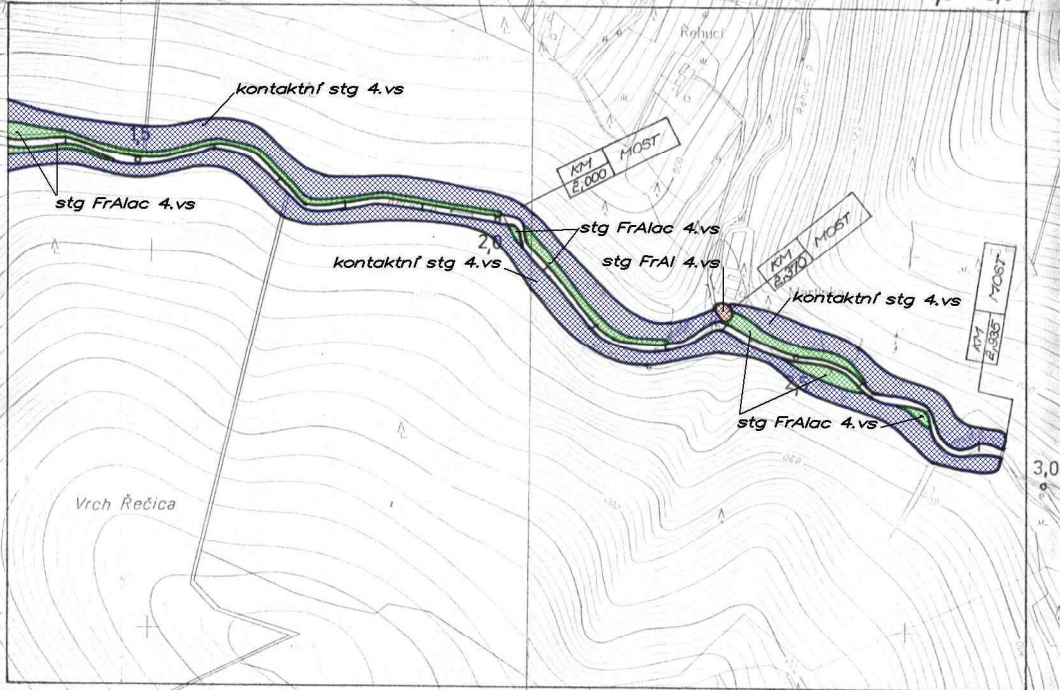 Řehuci
kontaktní stg 4.vs
1,5
stg FrAlac 4.vs
KM
2,000
MOST
2,0
stg FrAlac 4.vs
kontaktní stg 4.vs
stg FrAl 4.vs
KM
2,370
MOST
kontaktní stg 4.vs
KM
2,935
MOST
stg FrAlac 4.vs
3,0
Vrch Řečica